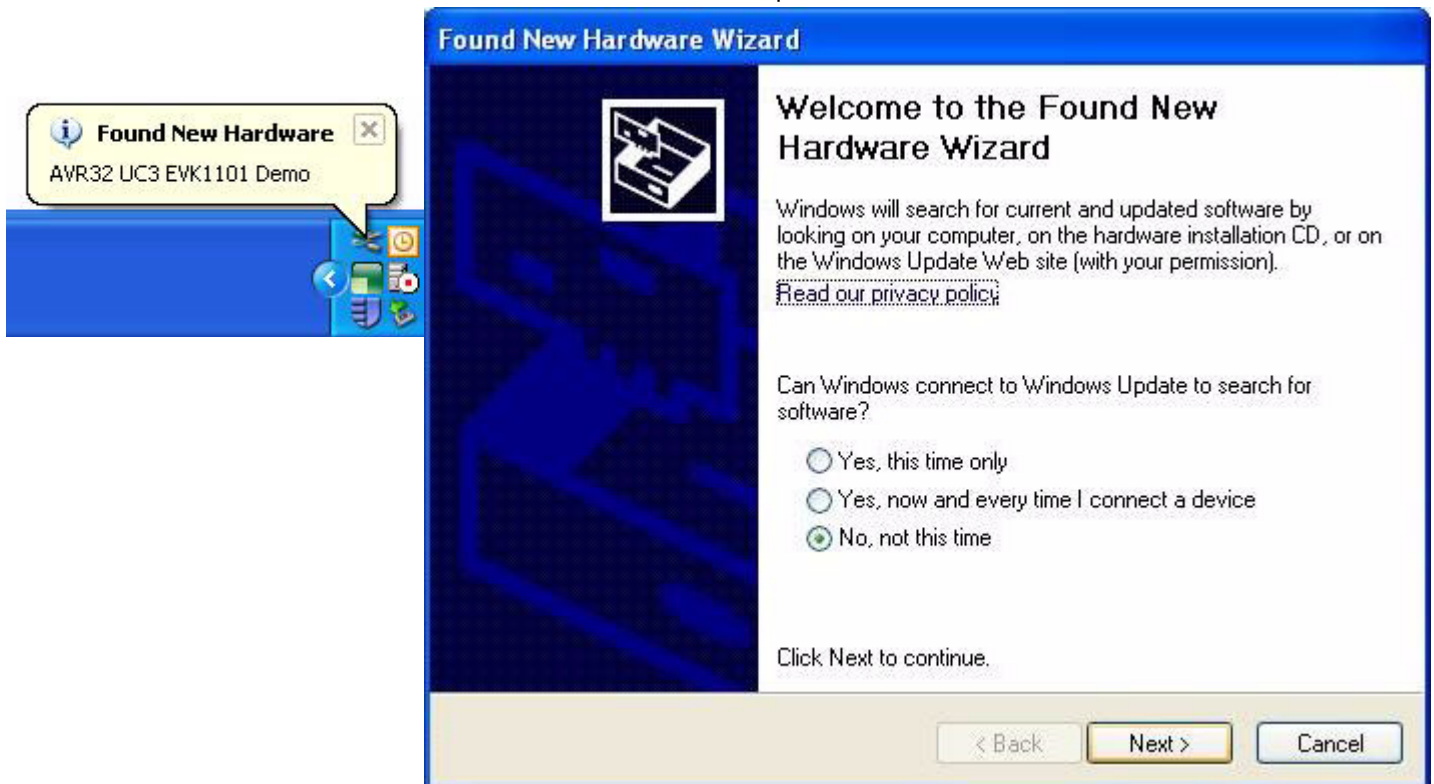 Found New Hardware Wizard
Found New Hardware
AVR32 UC3 EVK1101 Demo
Welcome to the Found New
Hardware Wizard
Windows will search for current and updated software by
looking on your computer, on the hardware installation CD, or on
the Windows Update Web site (with your permission).
Read our privacy policy
Can Windows connect to Windows Update to search for
software?
Yes, this time only
Yes, now and every time I connect a device
No, not this time
Click Next to continue.
< Back
Next >
Cancel